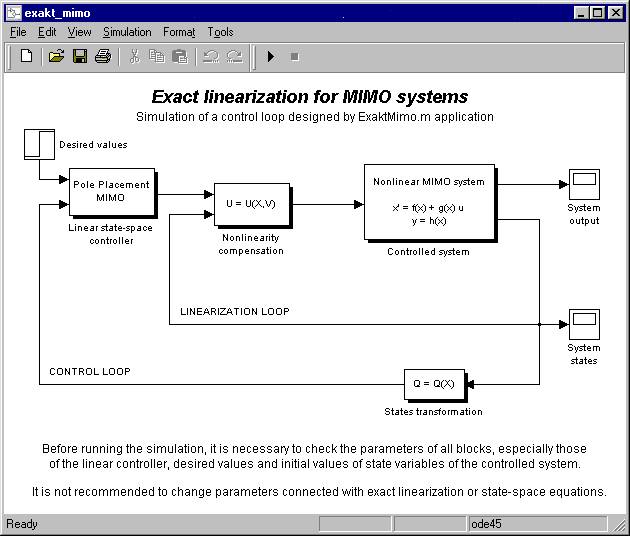 exakt_mimo
File Edit View Simulation Format Tools
Exact linearization for MIMO systems
Simulation of a control loop designed by ExaktMimo.m application
Desired values
Pole Placement
MIMO
Linear state-space
controller
U = U(X,V)
Nonlinearity
compensation
Nonlinear MIMO system
x' = f(x) + g(x) u
y = h(x)
Controlled system
System
output
LINEARIZATION LOOP
System
states
CONTROL LOOP
Q = Q(X)
States transformation
Before running the simulation, it is necessary to check the parameters of all blocks, especially those
of the linear controller, desired values and initial values of state variables of the controlled system.
It is not recommended to change parameters connected with exact linearization or state-space equations.
Ready
ode45